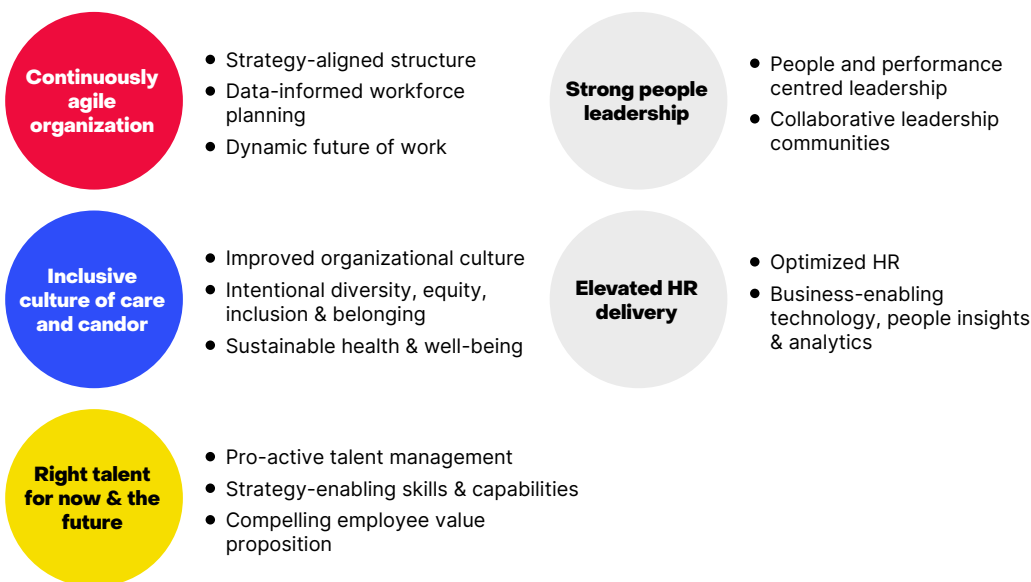 Continuously
agile
organization
• Strategy-aligned structure
• Data-informed workforce
planning
• Dynamic future of work
Inclusive
culture of care
and candor
• Improved organizational culture
• Intentional diversity, equity,
inclusion & belonging
• Sustainable health & well-being
Right talent
for now & the
future
• Pro-active talent management
• Strategy-enabling skills & capabilities
• Compelling employee value
proposition
Strong people
leadership
• People and performance
centred leadership
• Collaborative leadership
communities
Elevated HR
delivery
• Optimized HR
• Business-enabling
technology, people insights
& analytics